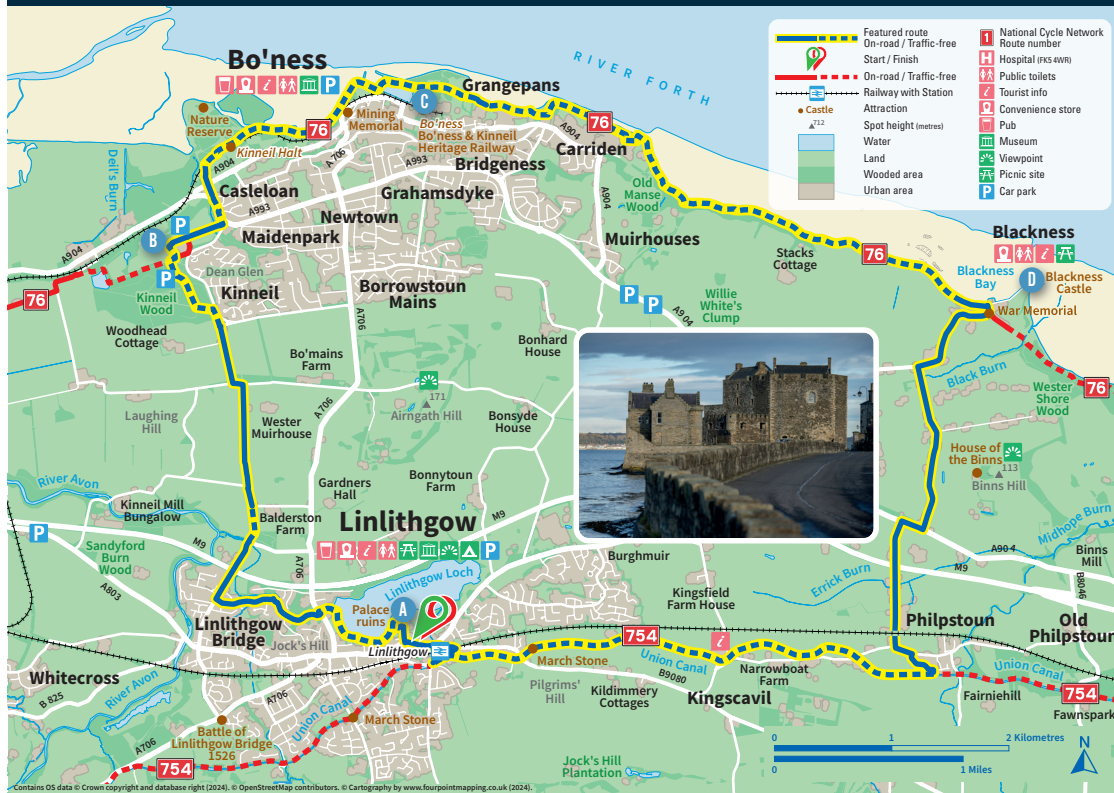 Bo'ness
RIVER FORTH
Grangepans
Featured route
On-road / Traffic-free
Start / Finish
On-road / Traffic-free
Railway with Station
Castle
Attraction
712
Spot height (metres)
Water
Land
Wooded area
Urban area
1
National Cycle Network
Route number
H
Hospital (FK5 4WR)
Public toilets
Tourist info
Convenience store
Pub
Museum
Viewpoint
Picnic site
P
Car park
P
Nature
Reserve
76
Mining
Memorial
C
Bo'ness
Bo'ness & Kinneil
Heritage Railway
A904
76
Carriden
Kinneil Halt
A904
A706
A993
Bridgeness
Deil's Burn
Casleloan
Grahamsdyke
Old
Manse
Wood
A904
A993
Newtown
P
B
Maidenpark
Muirhouses
Stacks
Cottage
76
Blackness
A904
Dean Glen
P
Kinneil
Borrowstoun
Mains
Blackness
Bay
D
Blackness
Castle
76
Kinneil
Wood
P
P
Willie
White's
Clump
War Memorial
A904
Woodhead
Cottage
A706
Bonhard
House
Bo'mains
Farm
Black Burn
76
Wester
Shore
Wood
171
Airngath Hill
Laughing
Hill
A706
Wester
Muirhouse
Bonsyde
House
House of
the Binns
113
Binns Hill
River Avon
Bonnytoun
Farm
Gardners
Hall
Kinneil Mill
Bungalow
Balderston
Farm
Linlithgow
M9
Midhope Burn
P
M9
P
Sandyford
Burn
Wood
A706
Burghmuir
A904
M9
Binns
Mill
Linlithgow Loch
Errick Burn
A803
Kingsfield
Farm House
B8046
Palace
ruins
A
Linlithgow
Bridge
Jock's Hill
Linlithgow
754
Philpstoun
Old
Philpstoun
March Stone
Union Canal
B9080
Narrowboat
Farm
Union Canal
Whitecross
B 825
River Avon
A706
Union Canal
Pilgrims'
Hill
Kildimmery
Cottages
Kingscavil
Fairniehill
754
Fawnspark
March Stone
Battle of
Linlithgow Bridge
1526
A706
754
Jock's Hill
Plantation
0
1
2 Kilometres
0
1 Miles
N
Contains OS data © Crown copyright and database right (2024). © OpenStreetMap contributors. © Cartography by www.fourpointmapping.co.uk (2024).